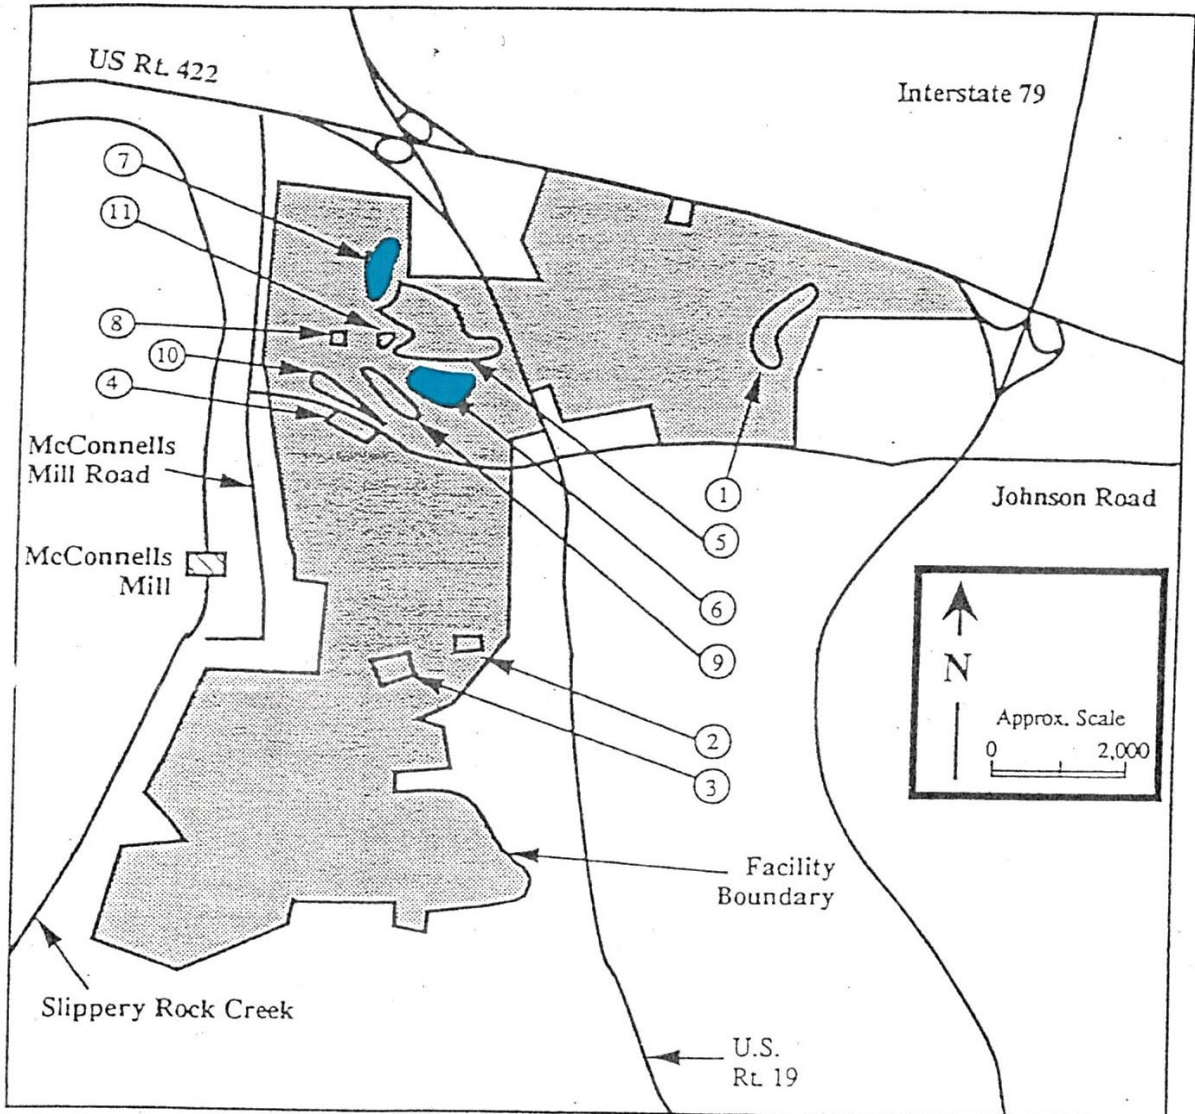 US Rt. 422
Interstate 79
7
11
8
10
4
McConnells
Mill Road
1
Johnson Road
5
McConnells
Mill
6
N
9
Approx. Scale
0
2,000
2
3
Facility
Boundary
Slippery Rock Creek
U.S.
Rt. 19